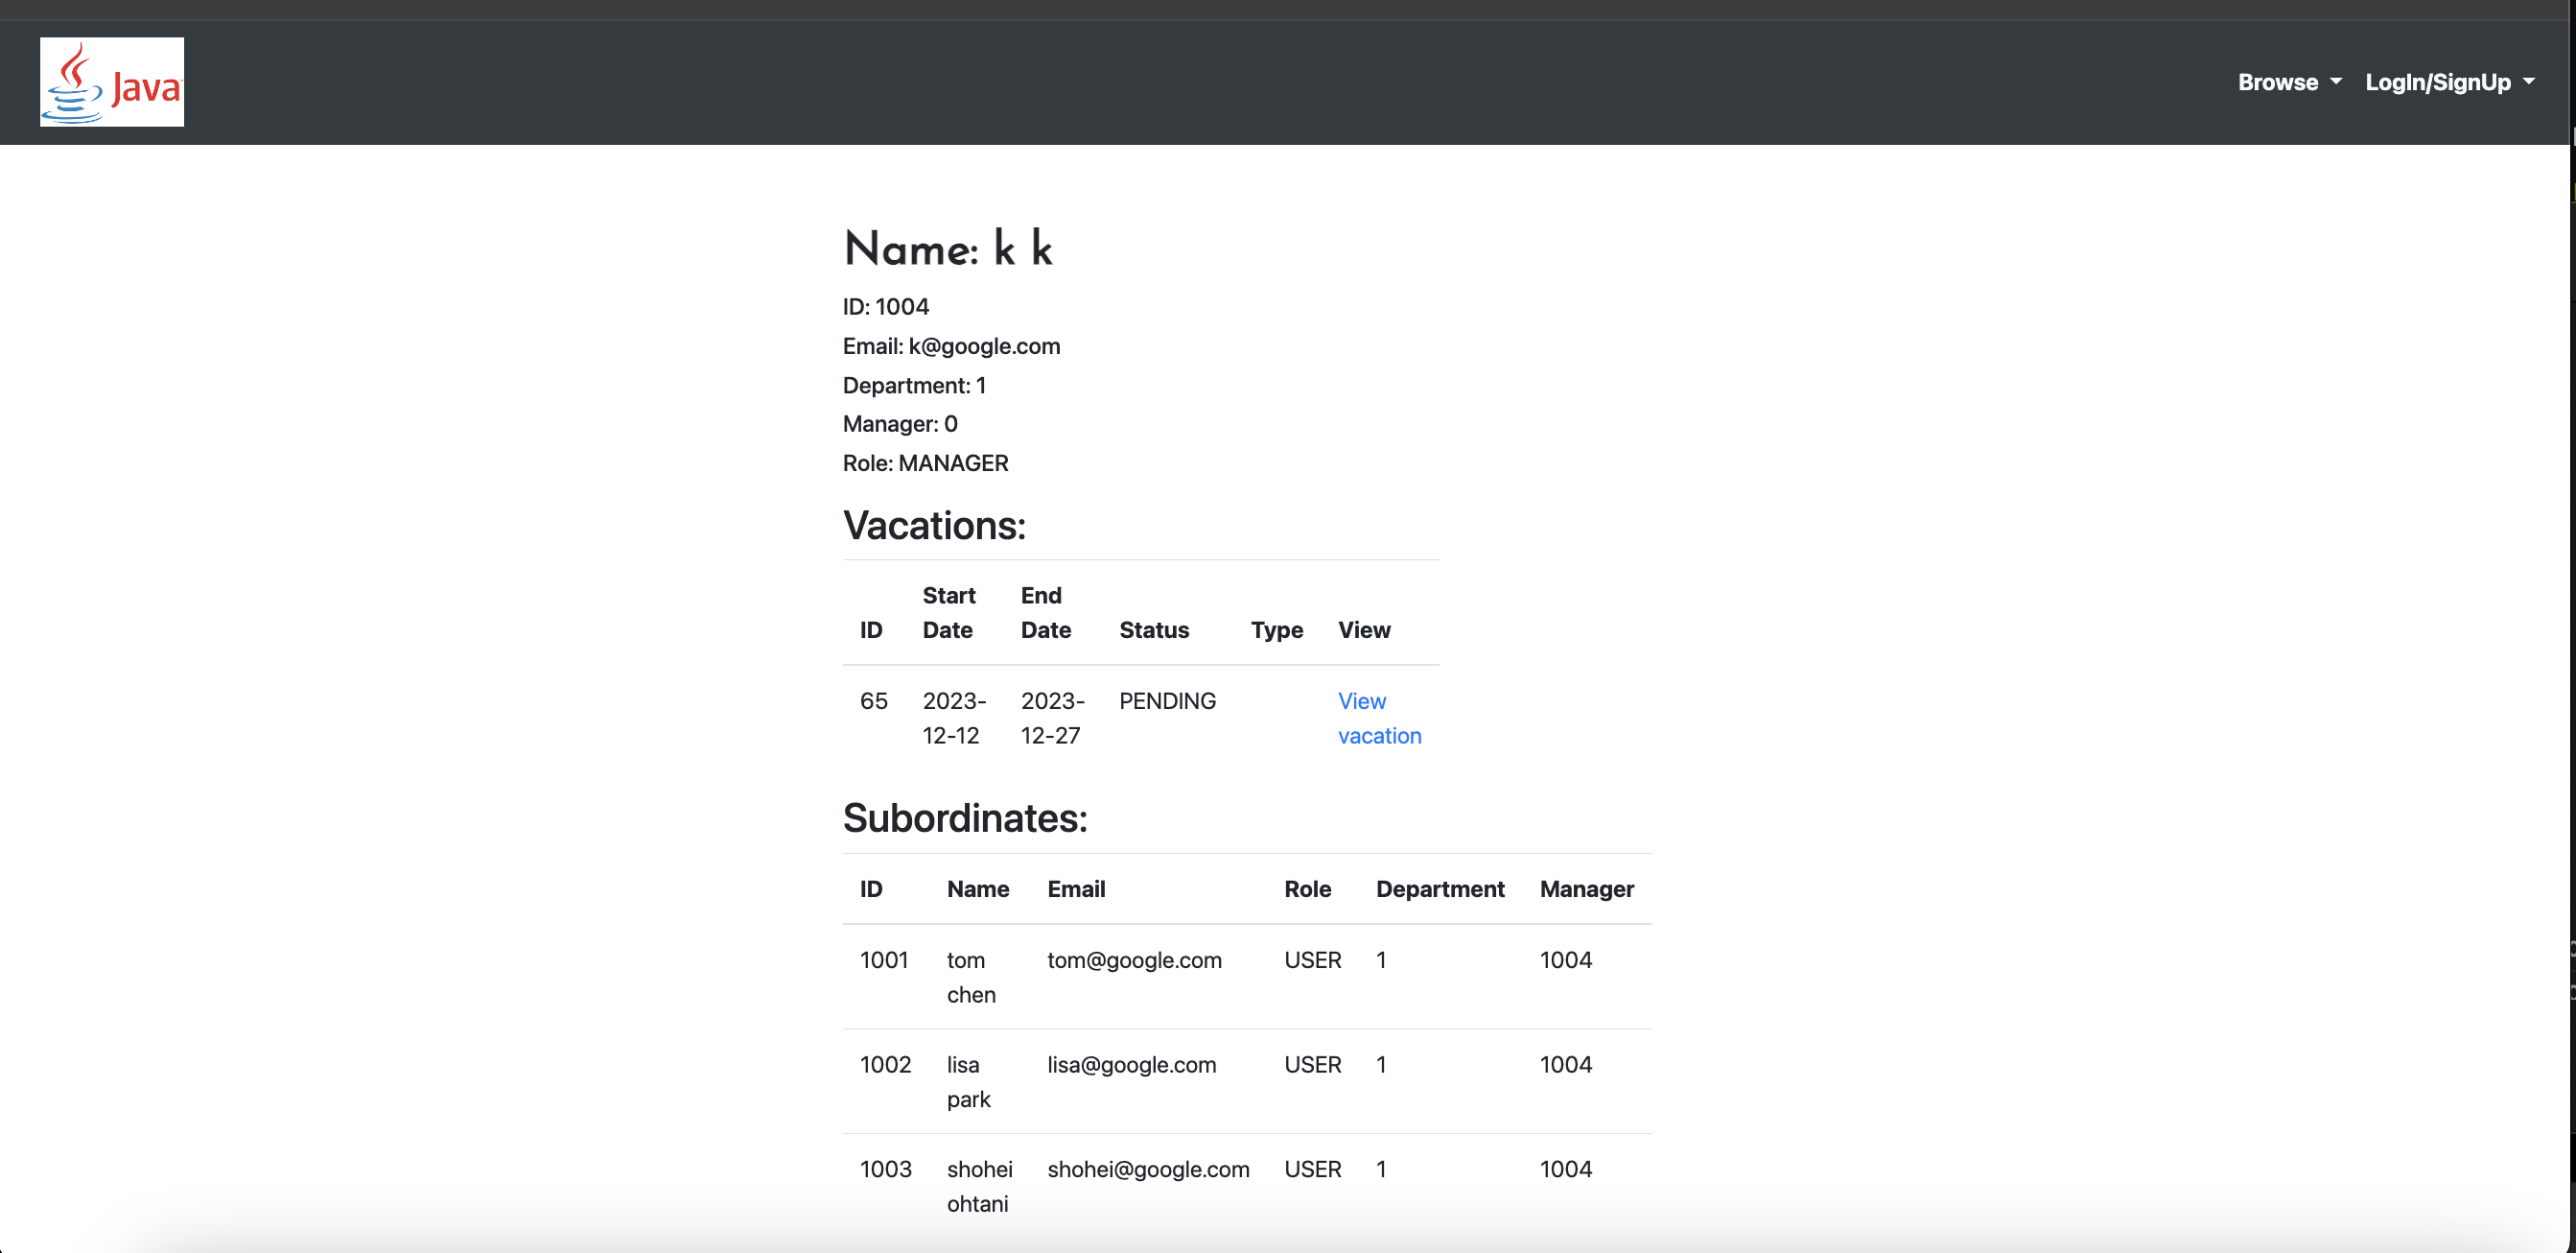 Java
Browse LogIn/SignUp
Name: k k
ID: 1004
Email: k@google.com
Department: 1
Manager: 0
Role: MANAGER
Vacations:
ID Start Date End Date Status Type View
65 2023-12-12 2023-12-27 PENDING View vacation
Subordinates:
ID Name Email Role Department Manager
1001 tom chen tom@google.com USER 1 1004
1002 lisa park lisa@google.com USER 1 1004
1003 shohei ohtani shohei@google.com USER 1 1004